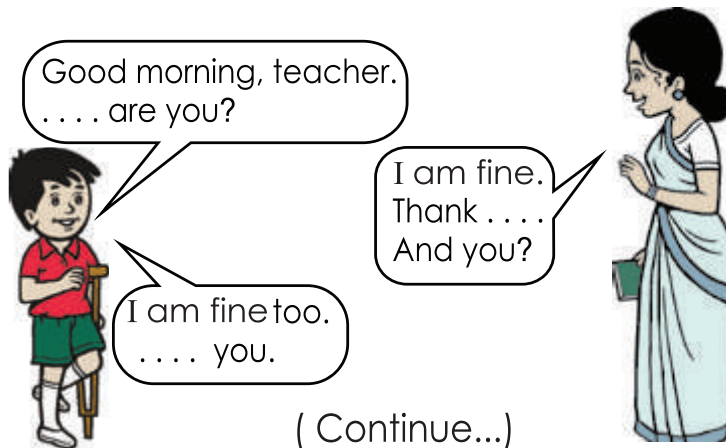 Good morning, teacher.
. . . . are you?
I am fine.
Thank . . . .
And you?
I am fine too.
. . . . you.
( Continue...)